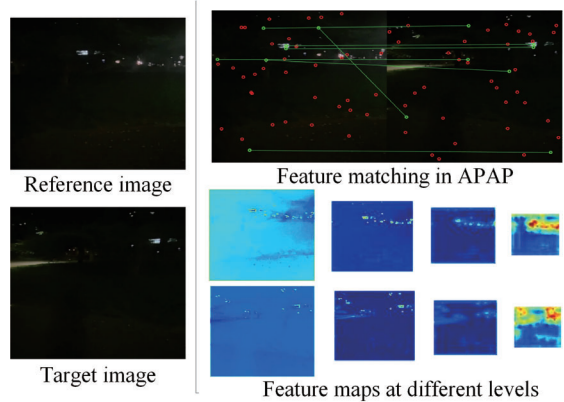 Reference image
Target image
Feature matching in APAP
Feature maps at different levels